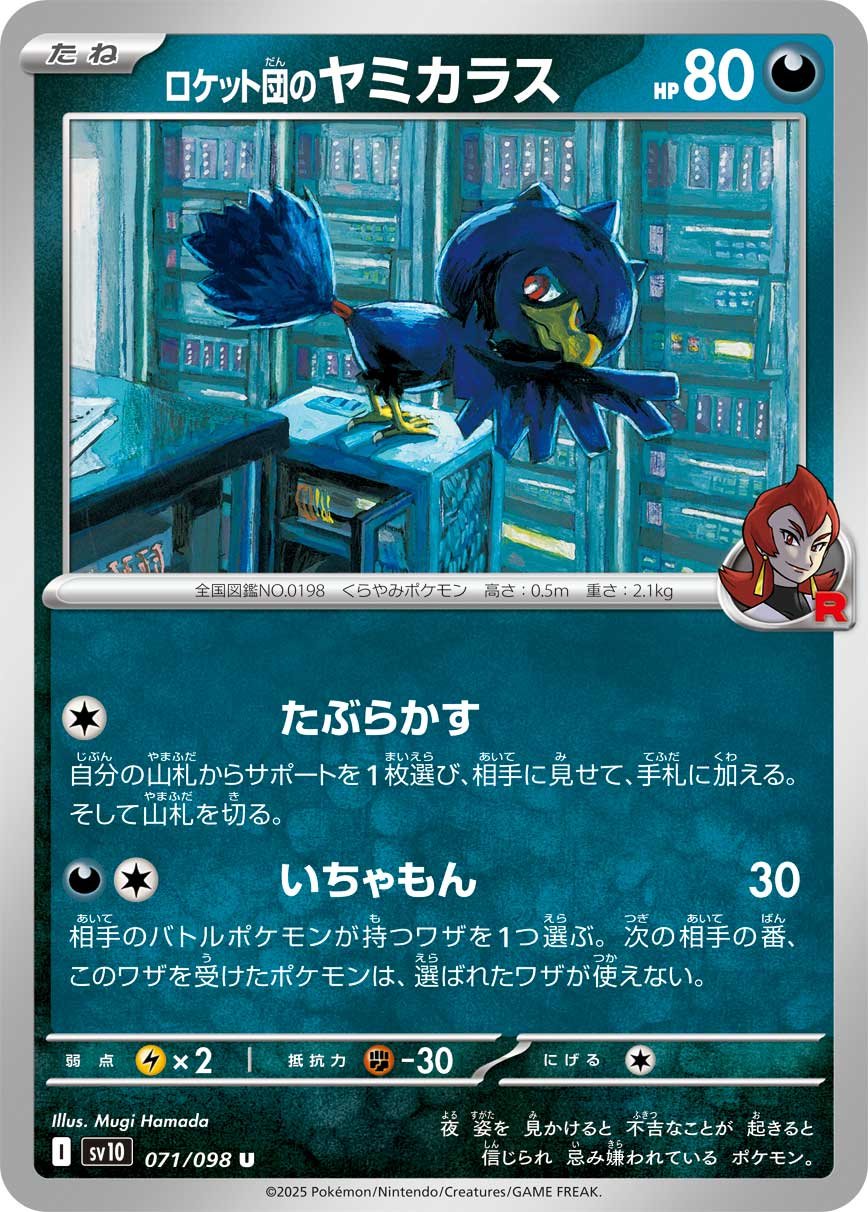 たね
ロケット団のヤミカラス HP 80
全国図鑑NO.0198 くらやみポケモン 高さ:0.5m 重さ:2.1kg
R
たぶらかす
自分の山札からサポートを1枚選び、相手に見せて、手札に加える。
そして山札を切る。
いちゃもん 30
相手のバトルポケモンが持つワザを1つ選ぶ。次の相手の番、
このワザを受けたポケモンは、選ばれたワザが使えない。
弱点 ×2 抵抗力 -30 にげる
Illus. Mugi Hamada
夜 姿を 見かけると 不吉なことが 起きると
信じられ 忌み嫌われている ポケモン。
I sv10 071/098 U
©2025 Pokémon/Nintendo/Creatures/GAME FREAK.